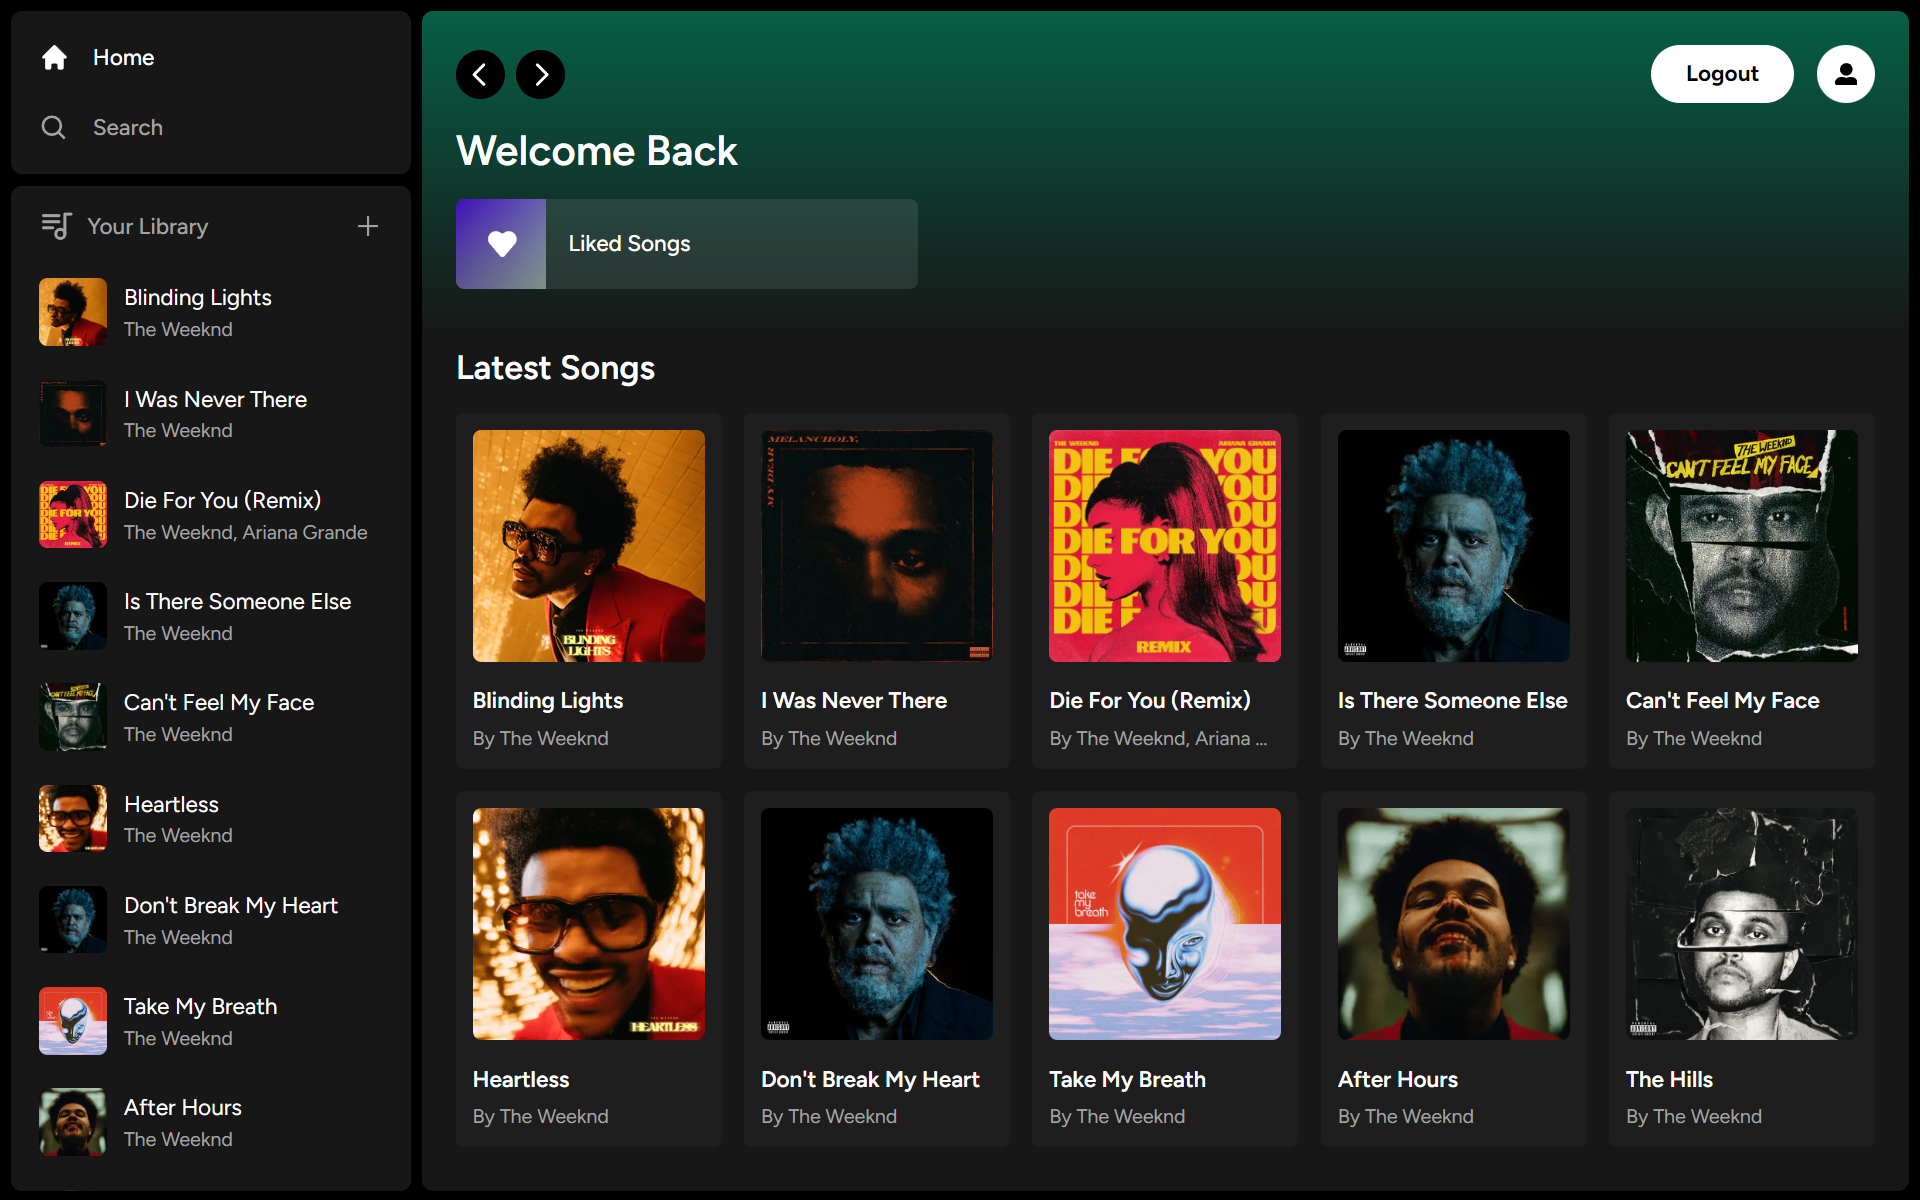 Home
Search
Your Library
Blinding Lights
The Weeknd
I Was Never There
The Weeknd
Die For You (Remix)
The Weeknd, Ariana Grande
Is There Someone Else
The Weeknd
Can't Feel My Face
The Weeknd
Heartless
The Weeknd
Don't Break My Heart
The Weeknd
Take My Breath
The Weeknd
After Hours
The Weeknd
Logout
Welcome Back
Liked Songs
Latest Songs
BLINDING
LIGHTS
Blinding Lights
By The Weeknd
MELANCHOLY,
MY DEAR
I Was Never There
By The Weeknd
THE WEEKND ARIANA GRANDE
DIE FOR YOU
REMIX
Die For You (Remix)
By The Weeknd, Ariana ...
Is There Someone Else
By The Weeknd
THE WEEKND
CAN'T FEEL MY FACE
Can't Feel My Face
By The Weeknd
HEARTLESS
Heartless
By The Weeknd
Don't Break My Heart
By The Weeknd
take
my
breath
Take My Breath
By The Weeknd
After Hours
By The Weeknd
The Hills
By The Weeknd